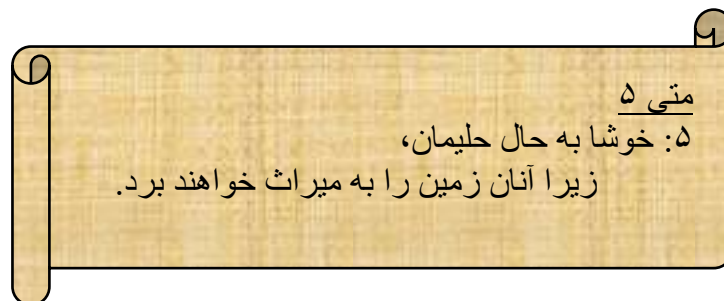 متی ۵
۵: خوشا به حال حلیمان،
زیرا آنان زمین را به میراث خواهند برد.